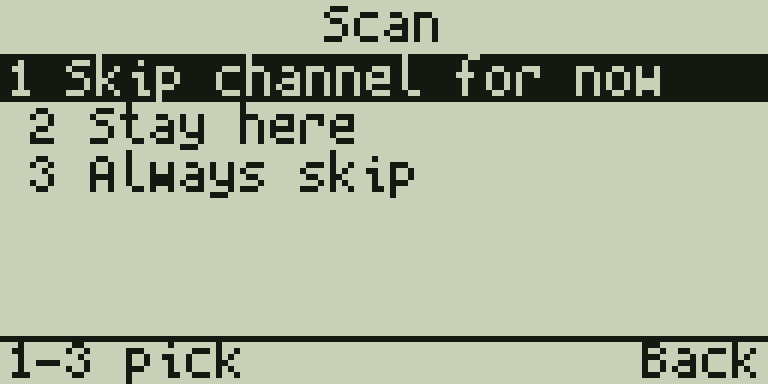 Scan
1 Skip channel for now
2 Stay here
3 Always skip
1-3 pick Back